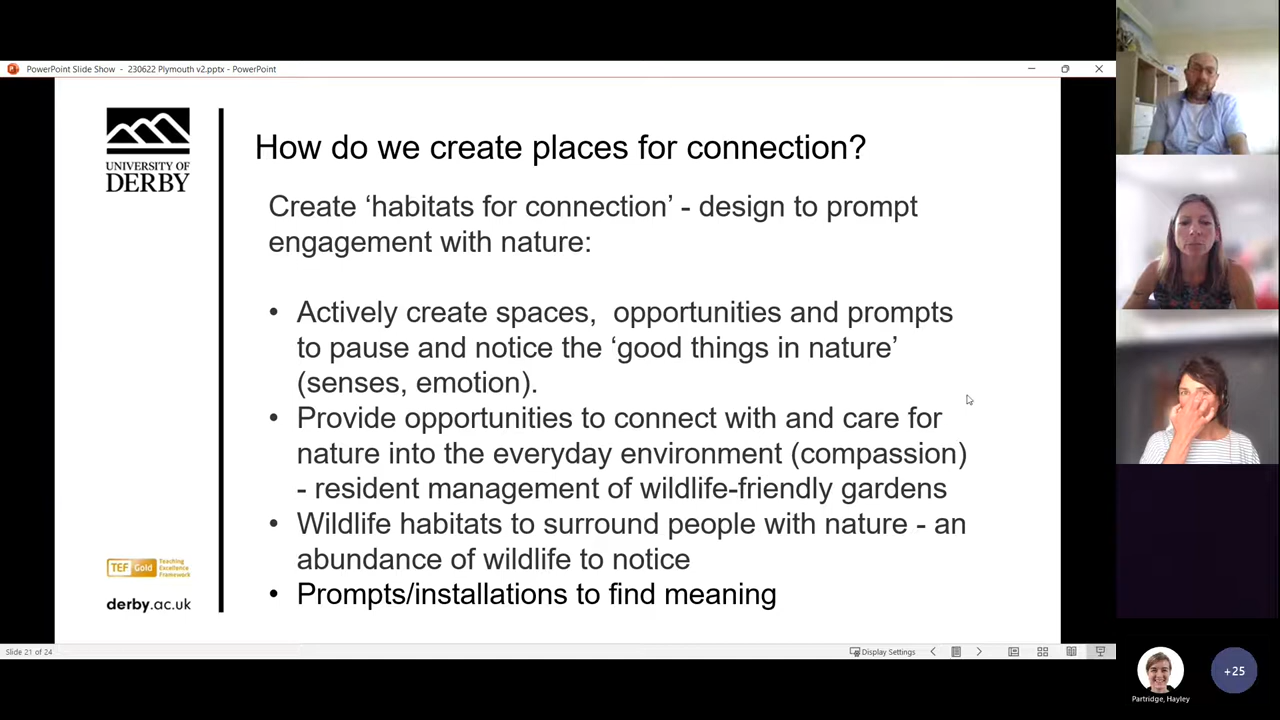 PowerPoint Slide Show - 230622 Plymouth v2.pptx - PowerPoint
UNIVERSITY OF
DERBY
How do we create places for connection?
Create ‘habitats for connection’ - design to prompt
engagement with nature:
• Actively create spaces,  opportunities and prompts
to pause and notice the ‘good things in nature’
(senses, emotion).
• Provide opportunities to connect with and care for
nature into the everyday environment (compassion)
- resident management of wildlife-friendly gardens
• Wildlife habitats to surround people with nature - an
abundance of wildlife to notice
• Prompts/installations to find meaning
TEF Gold
Teaching
Excellence
Framework
derby.ac.uk
Slide 21 of 24
Display Settings
Partridge, Hayley
+25